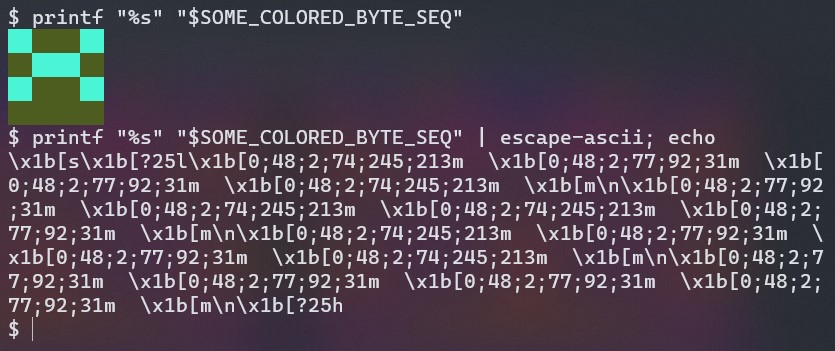 $ printf "%s" "$SOME_COLORED_BYTE_SEQ"
$ printf "%s" "$SOME_COLORED_BYTE_SEQ" | escape-ascii; echo
\x1b[s\x1b[?25l\x1b[0;48;2;74;245;213m  \x1b[0;48;2;77;92;31m  \x1b[
0;48;2;77;92;31m  \x1b[0;48;2;74;245;213m  \x1b[m\n\x1b[0;48;2;77;92
;31m  \x1b[0;48;2;74;245;213m  \x1b[0;48;2;74;245;213m  \x1b[0;48;2;
77;92;31m  \x1b[m\n\x1b[0;48;2;74;245;213m  \x1b[0;48;2;77;92;31m  \
x1b[0;48;2;77;92;31m  \x1b[0;48;2;74;245;213m  \x1b[m\n\x1b[0;48;2;7
7;92;31m  \x1b[0;48;2;77;92;31m  \x1b[0;48;2;77;92;31m  \x1b[0;48;2;
77;92;31m  \x1b[m\n\x1b[?25h
$